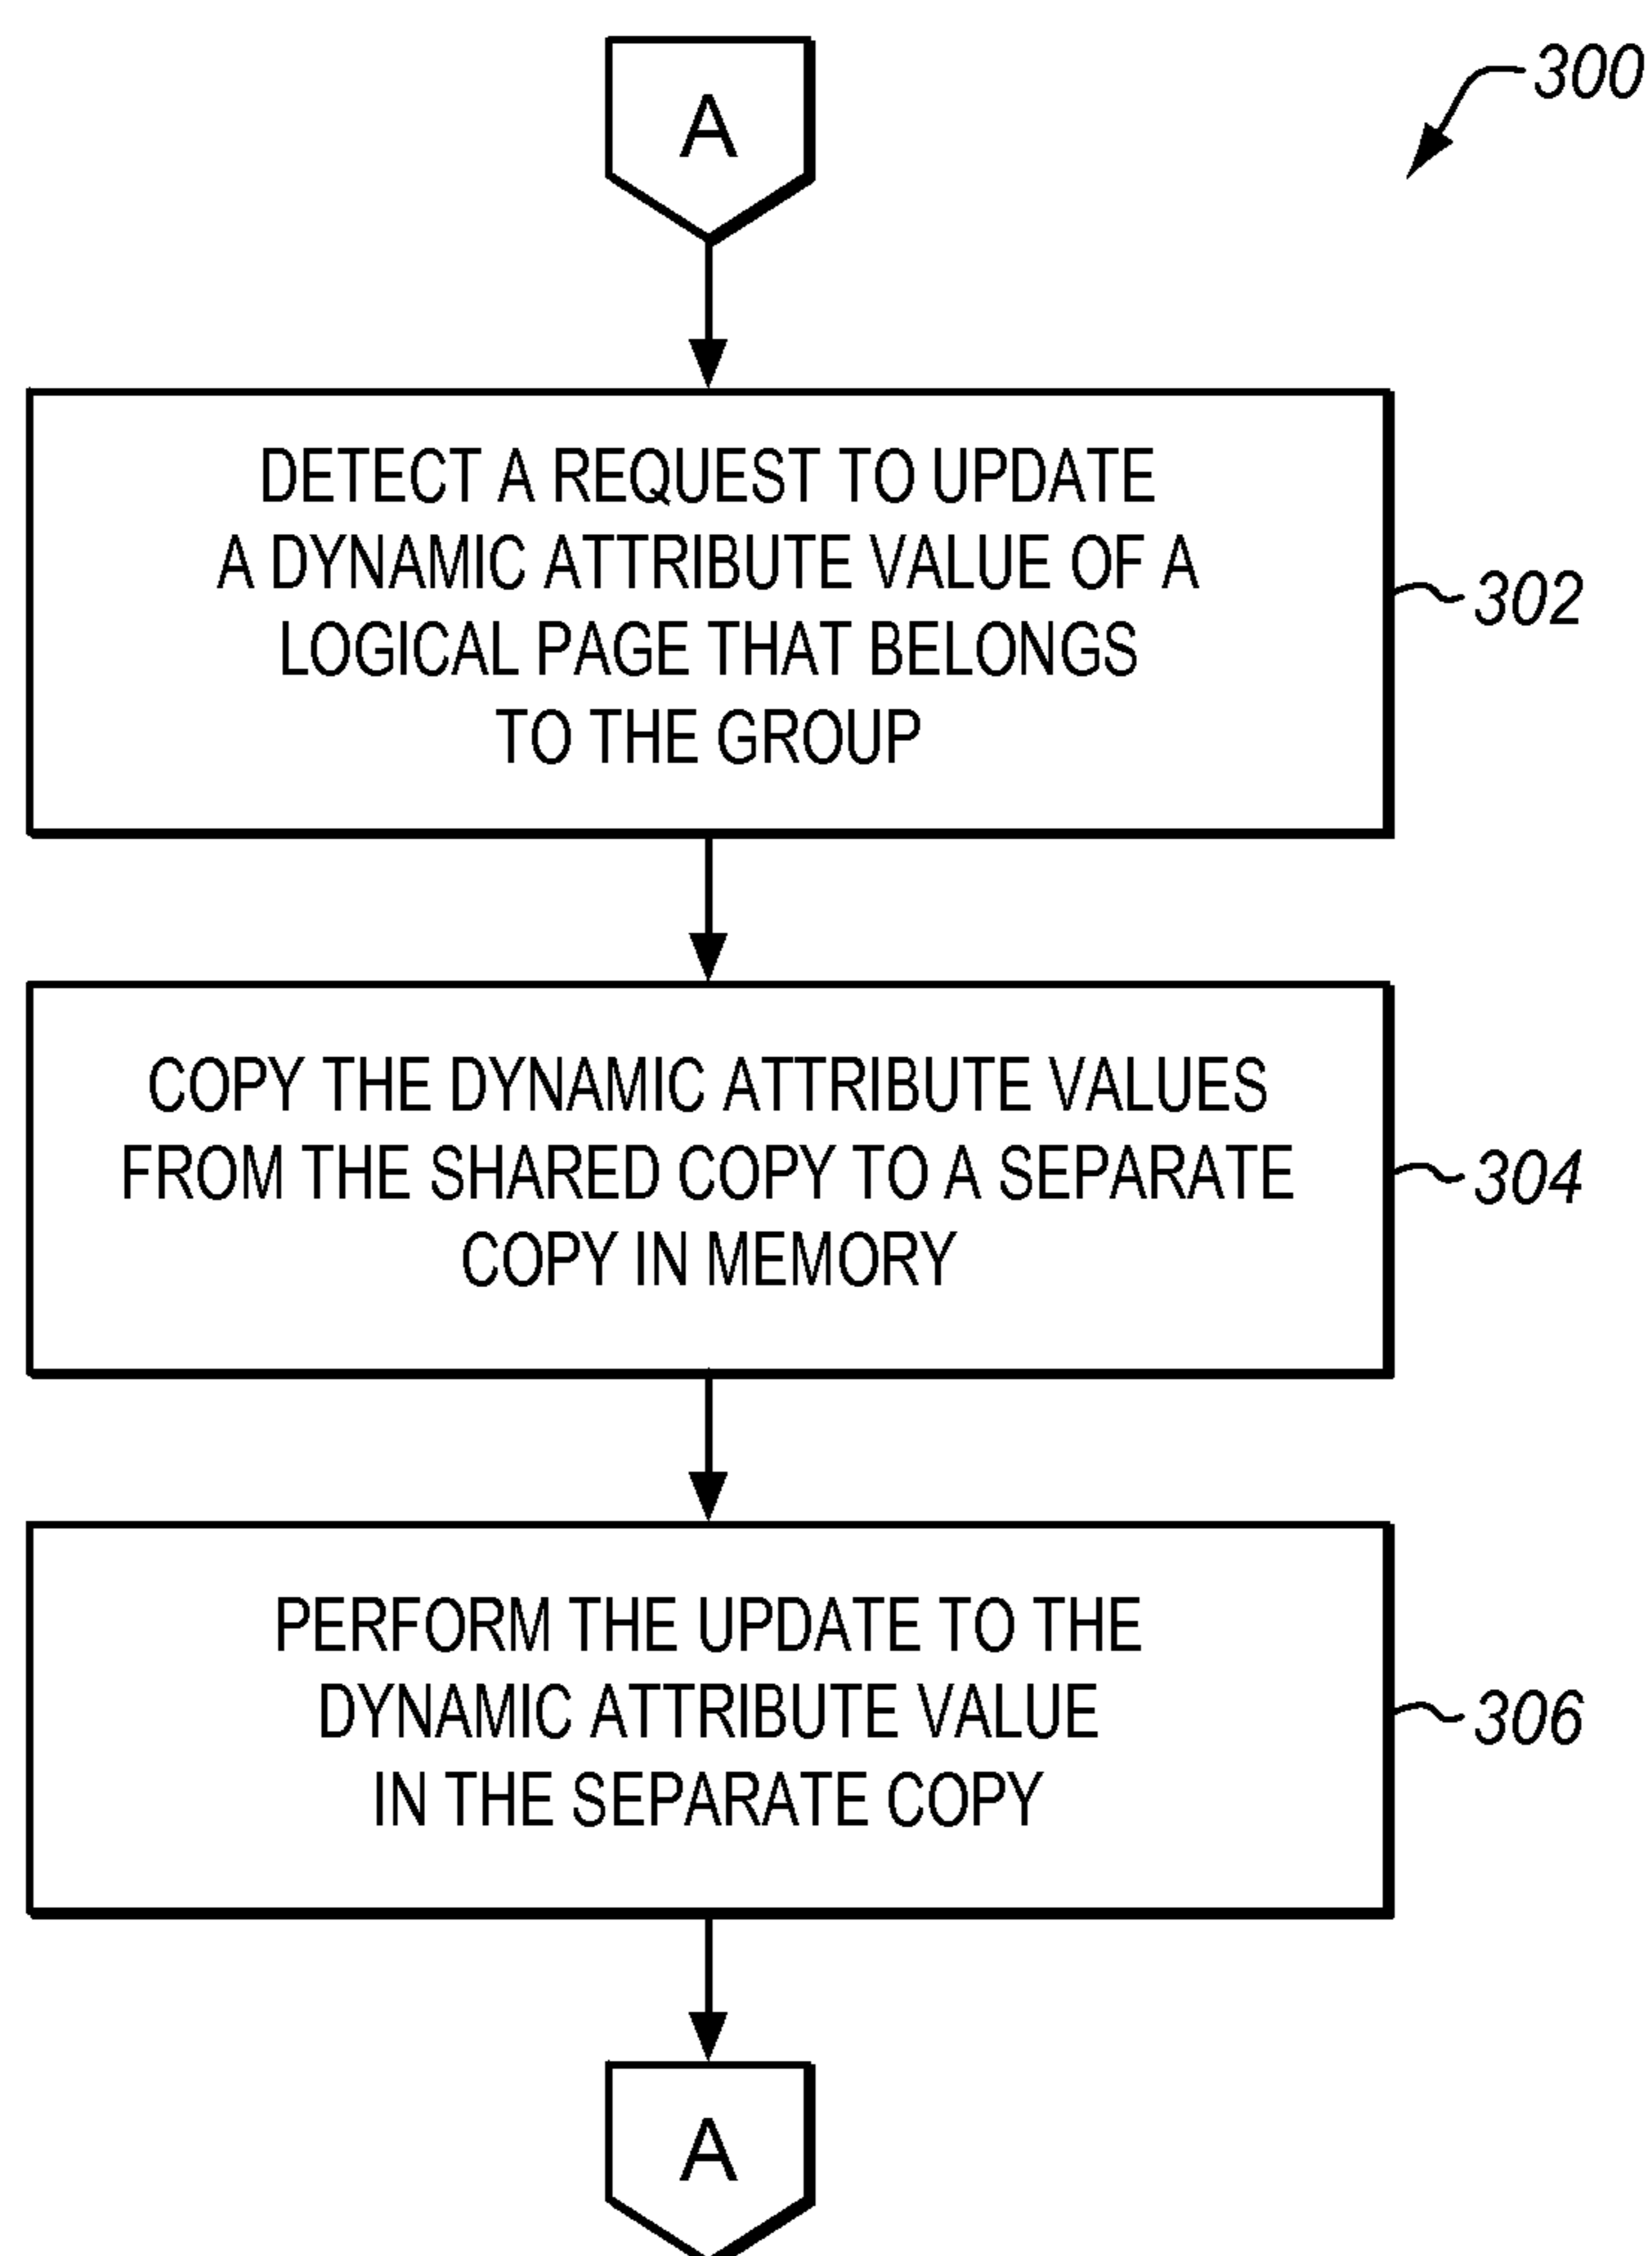 A
300
DETECT A REQUEST TO UPDATE
A DYNAMIC ATTRIBUTE VALUE OF A
LOGICAL PAGE THAT BELONGS
TO THE GROUP
302
COPY THE DYNAMIC ATTRIBUTE VALUES
FROM THE SHARED COPY TO A SEPARATE
COPY IN MEMORY
304
PERFORM THE UPDATE TO THE
DYNAMIC ATTRIBUTE VALUE
IN THE SEPARATE COPY
306
A